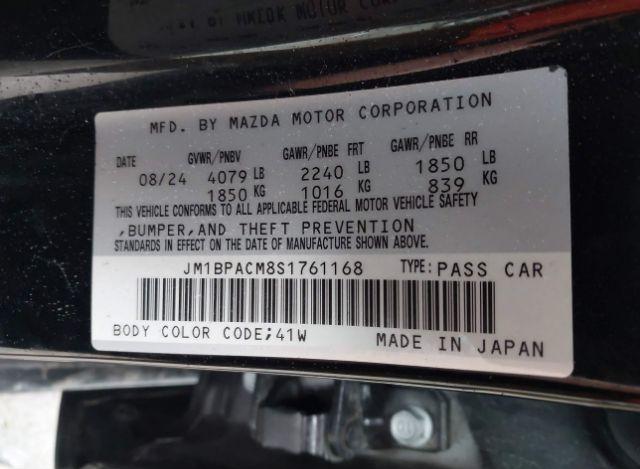 MFD. BY MAZDA MOTOR CORPORATION
DATE GVWR/PNBV GAWR/PNBE FRT GAWR/PNBE RR
08/24 4079 LB 2240 LB 1850 LB
1850 KG 1016 KG 839 KG
THIS VEHICLE CONFORMS TO ALL APPLICABLE FEDERAL MOTOR VEHICLE SAFETY
,BUMPER,AND THEFT PREVENTION
STANDARDS IN EFFECT ON THE DATE OF MANUFACTURE SHOWN ABOVE.
JM1BPACM8S1761168 TYPE: PASS CAR
BODY COLOR CODE;41W MADE IN JAPAN